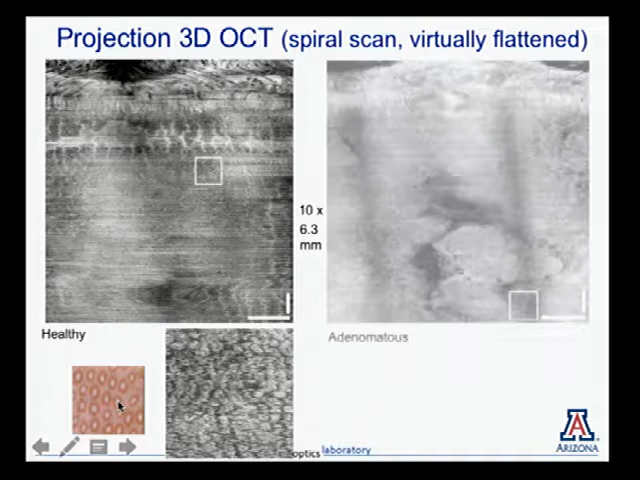 Projection 3D OCT (spiral scan, virtually flattened)
10 x
6.3
mm
Healthy
Adenomatous
optics laboratory
A
ARIZONA